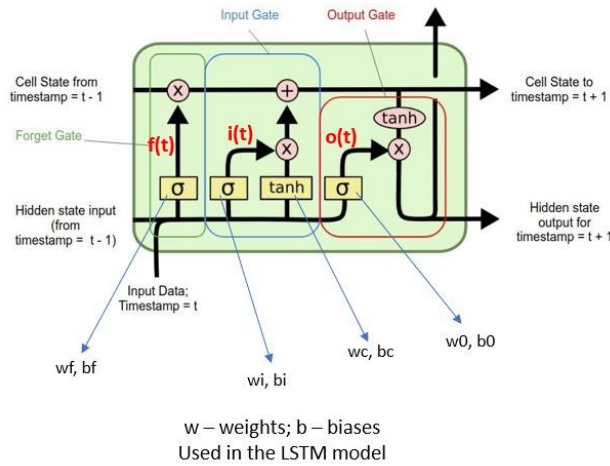 Input Gate
Output Gate
Cell State from
timestamp = t - 1
x
+
Cell State to
timestamp = t + 1
tanh
Forget Gate
f(t)
i(t)
o(t)
x
x
σ
σ
tanh
σ
Hidden state input
(from
timestamp = t - 1)
Hidden state
output for
timestamp = t + 1
Input Data;
Timestamp = t
wf, bf
wi, bi
wc, bc
w0, b0
w – weights; b – biases
Used in the LSTM model